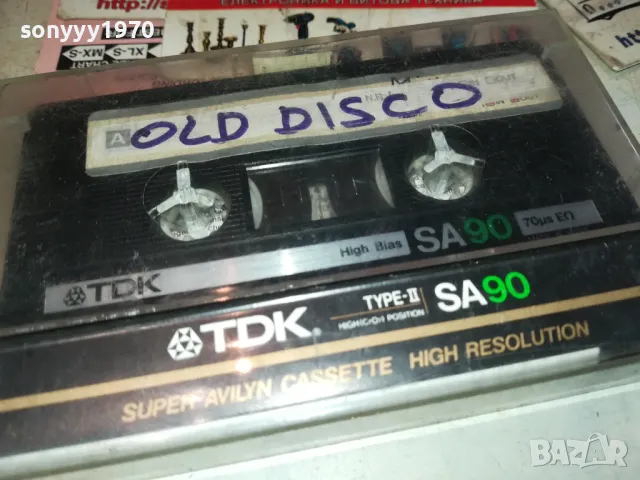 sonyyy1970
http://
ЕЛЕКТРОНИКА И БИТОВА ТЕХНИКА
XL-S
MX-S
CHART
A
OLD DISCO
High Bias
SA90
70µs EQ
TDK
TYPE-II
HIGH(CrO2) POSITION
SA90
TDK
SUPER AVILYN CASSETTE HIGH RESOLUTION
BAZAR
bg